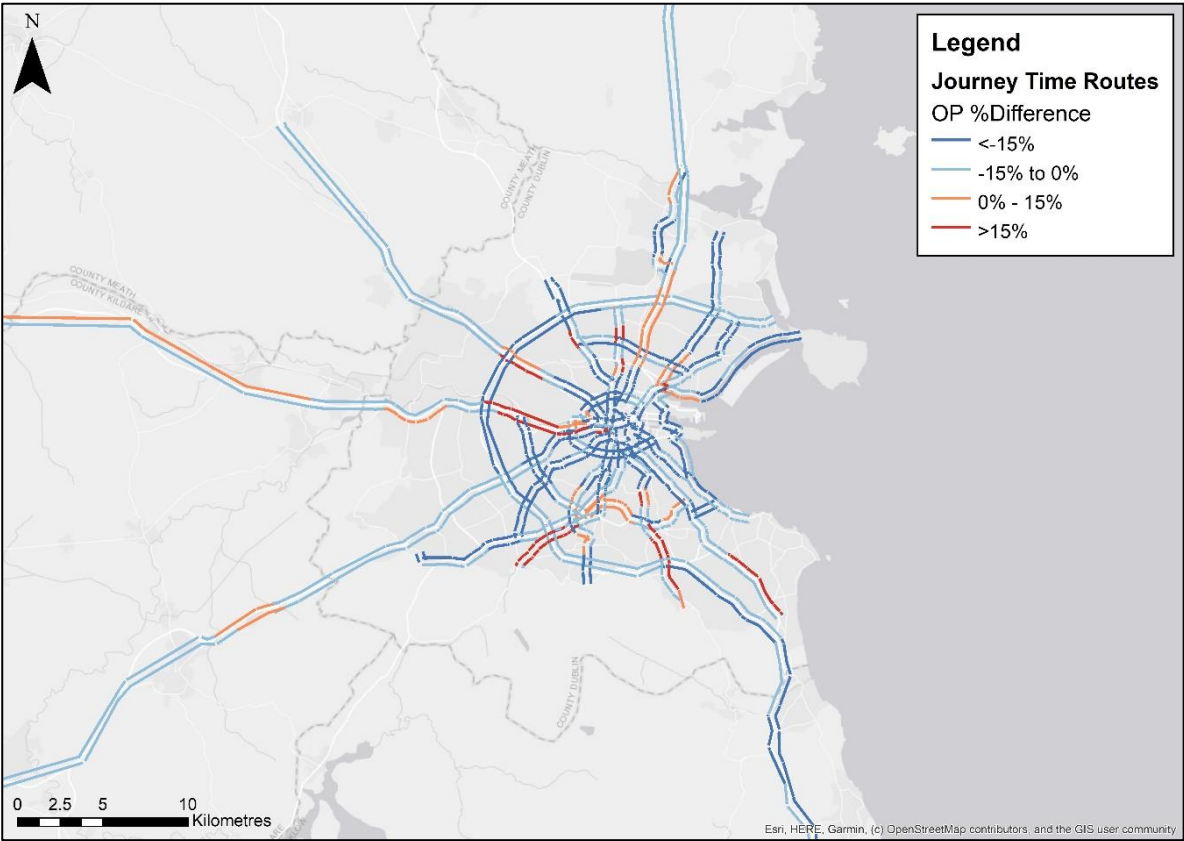 N
Legend
Journey Time Routes
OP %Difference
<-15%
-15% to 0%
0% - 15%
>15%
COUNTY MEATH
COUNTY DUBLIN
COUNTY MEATH
COUNTY KILDARE
COUNTY DUBLIN
0 2.5 5 10
Kilometres
Esri, HERE, Garmin, (c) OpenStreetMap contributors, and the GIS user community